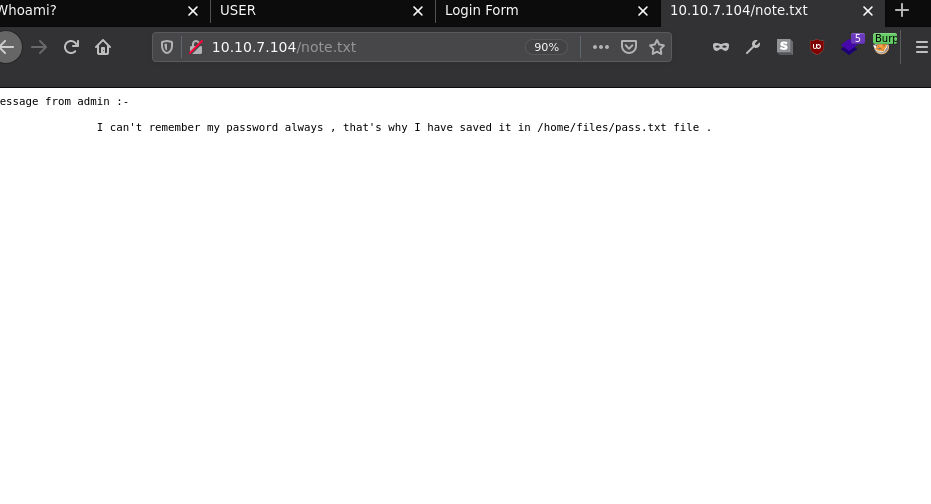 Whoami?
USER
Login Form
10.10.7.104/note.txt
10.10.7.104/note.txt
90%
S
UD
5
Burp
essage from admin :-
I can't remember my password always , that's why I have saved it in /home/files/pass.txt file .